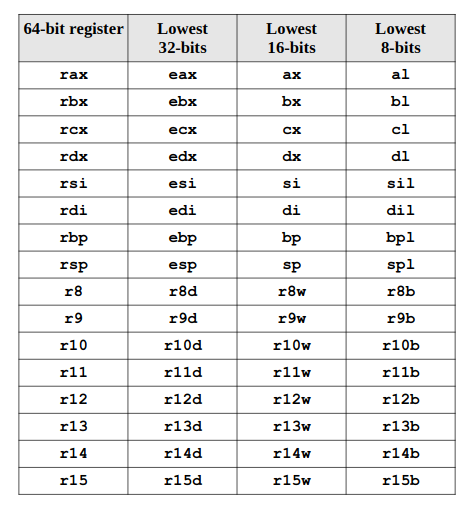 64-bit register Lowest 32-bits Lowest 16-bits Lowest 8-bits
rax eax ax al
rbx ebx bx bl
rcx ecx cx cl
rdx edx dx dl
rsi esi si sil
rdi edi di dil
rbp ebp bp bpl
rsp esp sp spl
r8 r8d r8w r8b
r9 r9d r9w r9b
r10 r10d r10w r10b
r11 r11d r11w r11b
r12 r12d r12w r12b
r13 r13d r13w r13b
r14 r14d r14w r14b
r15 r15d r15w r15b